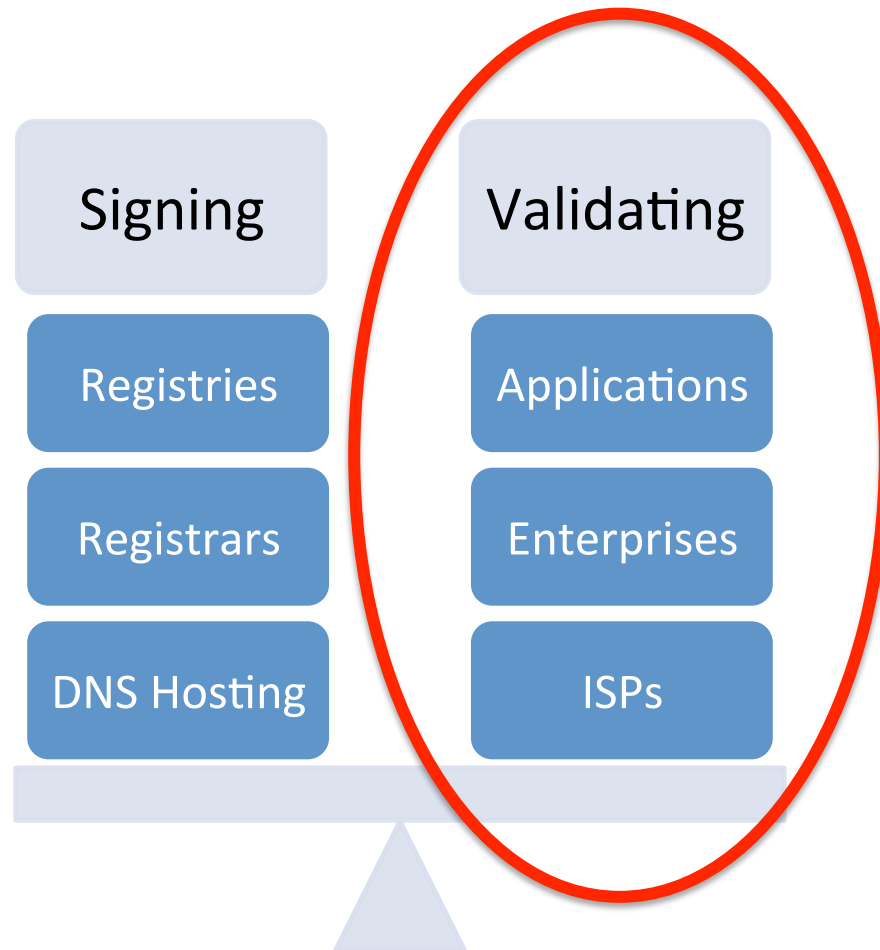 Signing
Registries
Registrars
DNS Hosting
Validating
Applications
Enterprises
ISPs